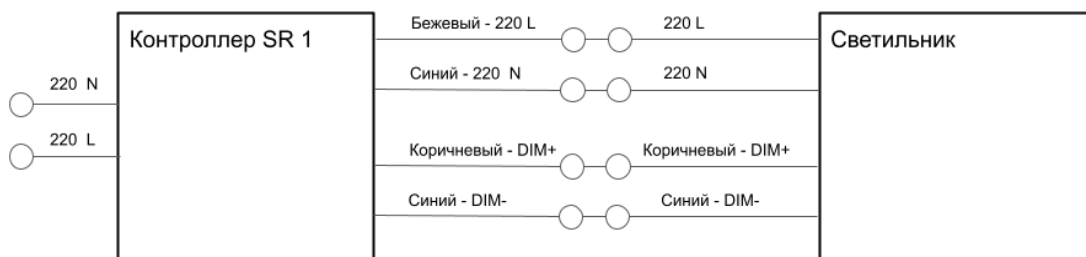 Контроллер SR 1
220 N
220 L
Бежевый - 220 L
220 L
Синий - 220 N
220 N
Коричневый - DIM+
Коричневый - DIM+
Синий - DIM-
Синий - DIM-
Светильник